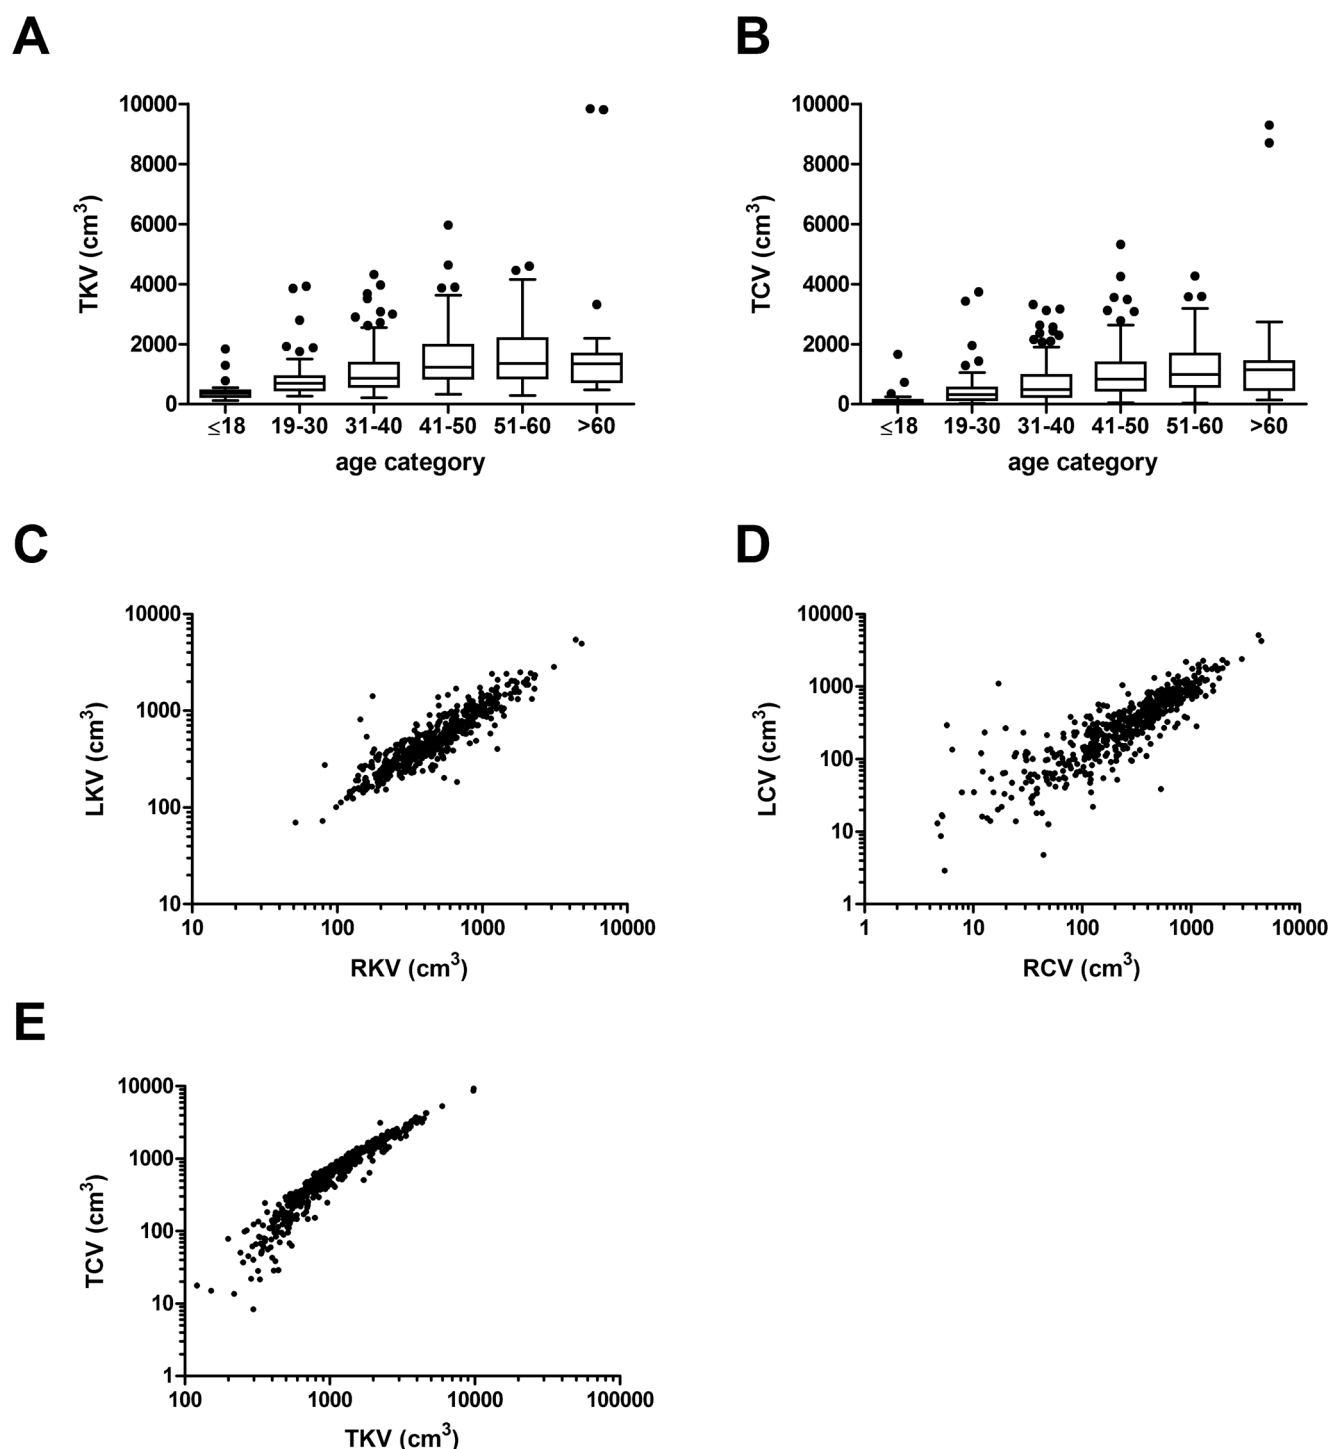 A
10000
8000
6000
4000
2000
0
TKV (cm³)
≤18 19-30 31-40 41-50 51-60 >60
age category
B
10000
8000
6000
4000
2000
0
TCV (cm³)
≤18 19-30 31-40 41-50 51-60 >60
age category
C
10000
1000
100
10
LKV (cm³)
10 100 1000 10000
RKV (cm³)
D
10000
1000
100
10
1
LCV (cm³)
1 10 100 1000 10000
RCV (cm³)
E
10000
1000
100
10
1
TCV (cm³)
100 1000 10000 100000
TKV (cm³)